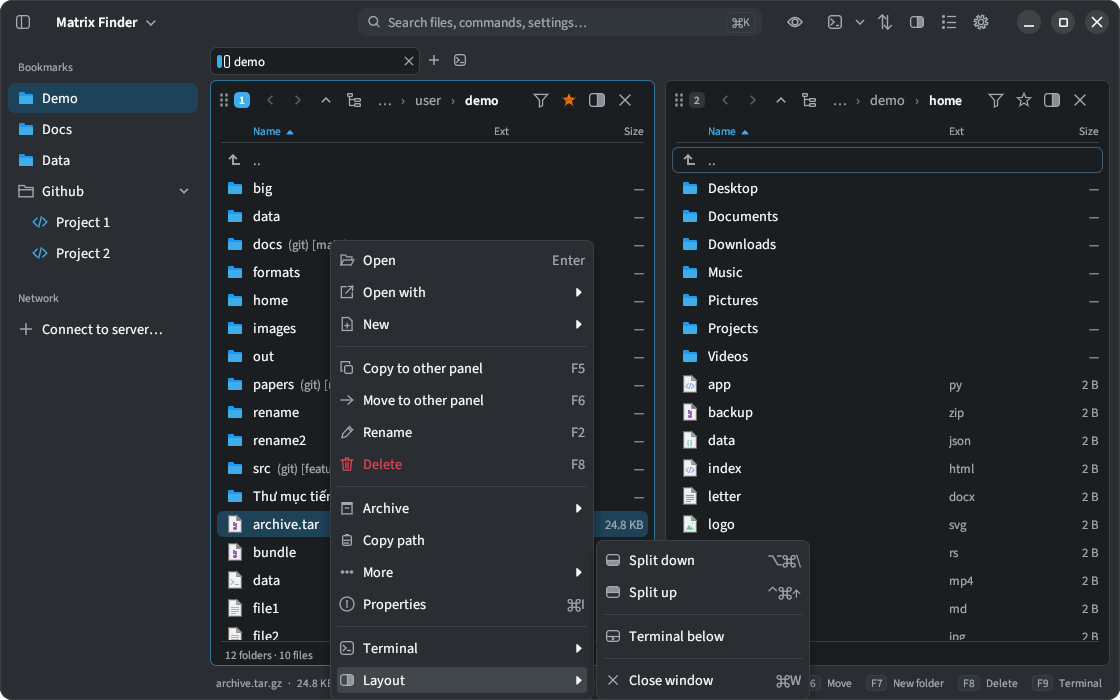 Matrix Finder
Search files, commands, settings…
⌘K
Bookmarks
Demo
Docs
Data
Github
Project 1
Project 2
Network
Connect to server…
demo
1
… › user › demo
Name
Ext
Size
..
big —
data —
docs (git)
formats —
home —
images —
out —
papers (git) —
rename —
rename2 —
src (git) —
Thư mục —
archive.tar 24.8 KB
bundle
data
file1
file2
12 folders · 10 files
archive.tar.gz · 24.8
Open Enter
Open with
New
Copy to other panel F5
Move to other panel F6
Rename F2
Delete F8
Archive
Copy path
More
Properties ⌘I
Terminal
Layout
Split down ⌥⌘\
Split up ^⌘↑
Terminal below
Close window ⌘W
2
… › demo › home
Name
Ext
Size
..
Desktop —
Documents —
Downloads —
Music —
Pictures —
Projects —
Videos —
app py 2 B
backup zip 2 B
data json 2 B
index html 2 B
letter docx 2 B
logo svg 2 B
rs 2 B
mp4 2 B
md 2 B
jpg 2 B
Move F7 New folder F8 Delete F9 Terminal